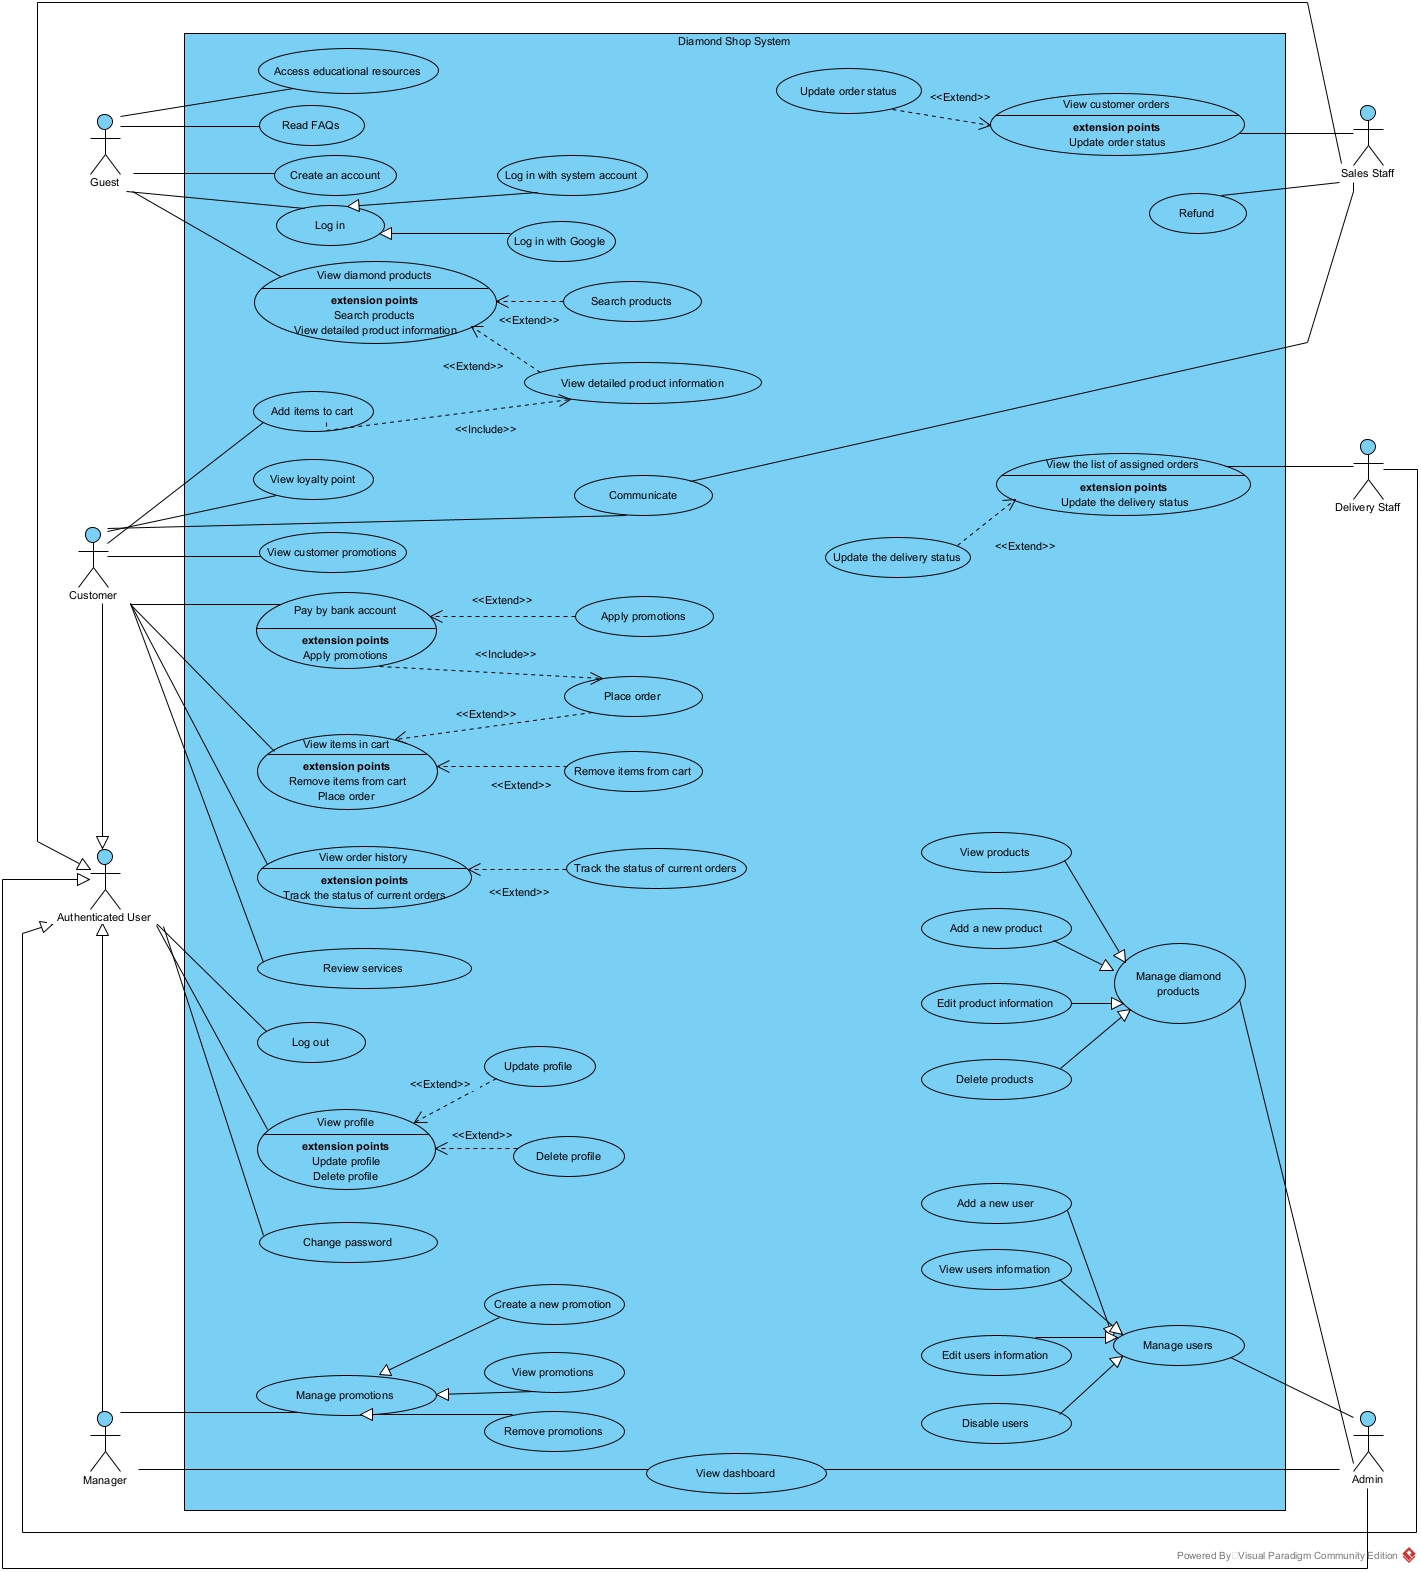 Diamond Shop System
Access educational resources
Read FAQs
Guest
Create an account
Log in with system account
Log in
Log in with Google
View diamond products
extension points
Search products
View detailed product information
Search products
<<Extend>>
<<Extend>>
View detailed product information
Add items to cart
<<Include>>
View loyalty point
Communicate
Customer
View customer promotions
Pay by bank account
extension points
Apply promotions
<<Extend>>
Apply promotions
<<Include>>
Place order
<<Extend>>
View items in cart
extension points
Remove items from cart
Place order
Remove items from cart
<<Extend>>
View order history
extension points
Track the status of current orders
Track the status of current orders
<<Extend>>
Authenticated User
Review services
Log out
Update profile
<<Extend>>
View profile
extension points
Update profile
Delete profile
<<Extend>>
Delete profile
Change password
Create a new promotion
View promotions
Manage promotions
Remove promotions
Manager
View dashboard
Update order status
<<Extend>>
View customer orders
extension points
Update order status
Sales Staff
Refund
View the list of assigned orders
extension points
Update the delivery status
Delivery Staff
Update the delivery status
<<Extend>>
View products
Add a new product
Manage diamond
products
Edit product information
Delete products
Add a new user
View users information
Edit users information
Manage users
Disable users
Admin
Powered By Visual Paradigm Community Edition